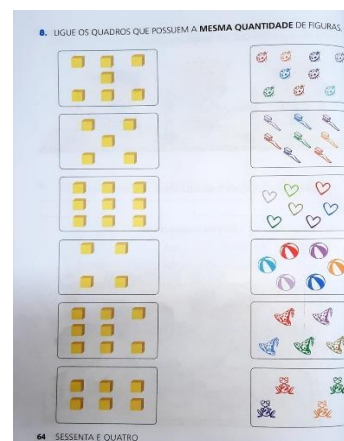 8. LIGUE OS QUADROS QUE POSSUEM A MESMA QUANTIDADE DE FIGURAS.
64 SESSENTA E QUATRO